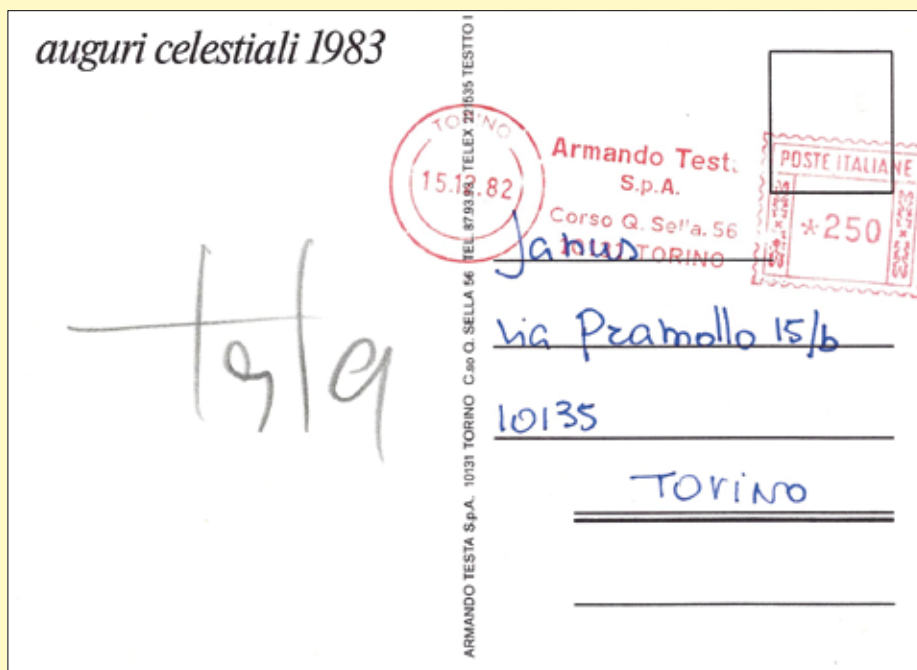 auguri celestiali 1983
Testa
ARMANDO TESTA S.p.A. 10131 TORINO C.so Q. SELLA 56 TEL. 87.93.93 TELEX 221535 TESTTO I
TORINO
15.12.82
Armando Test.
S.p.A.
Corso Q. Sella, 56
TORINO
POSTE ITALIANE
*250
Janus
via Pramollo 15/b
10135
Torino